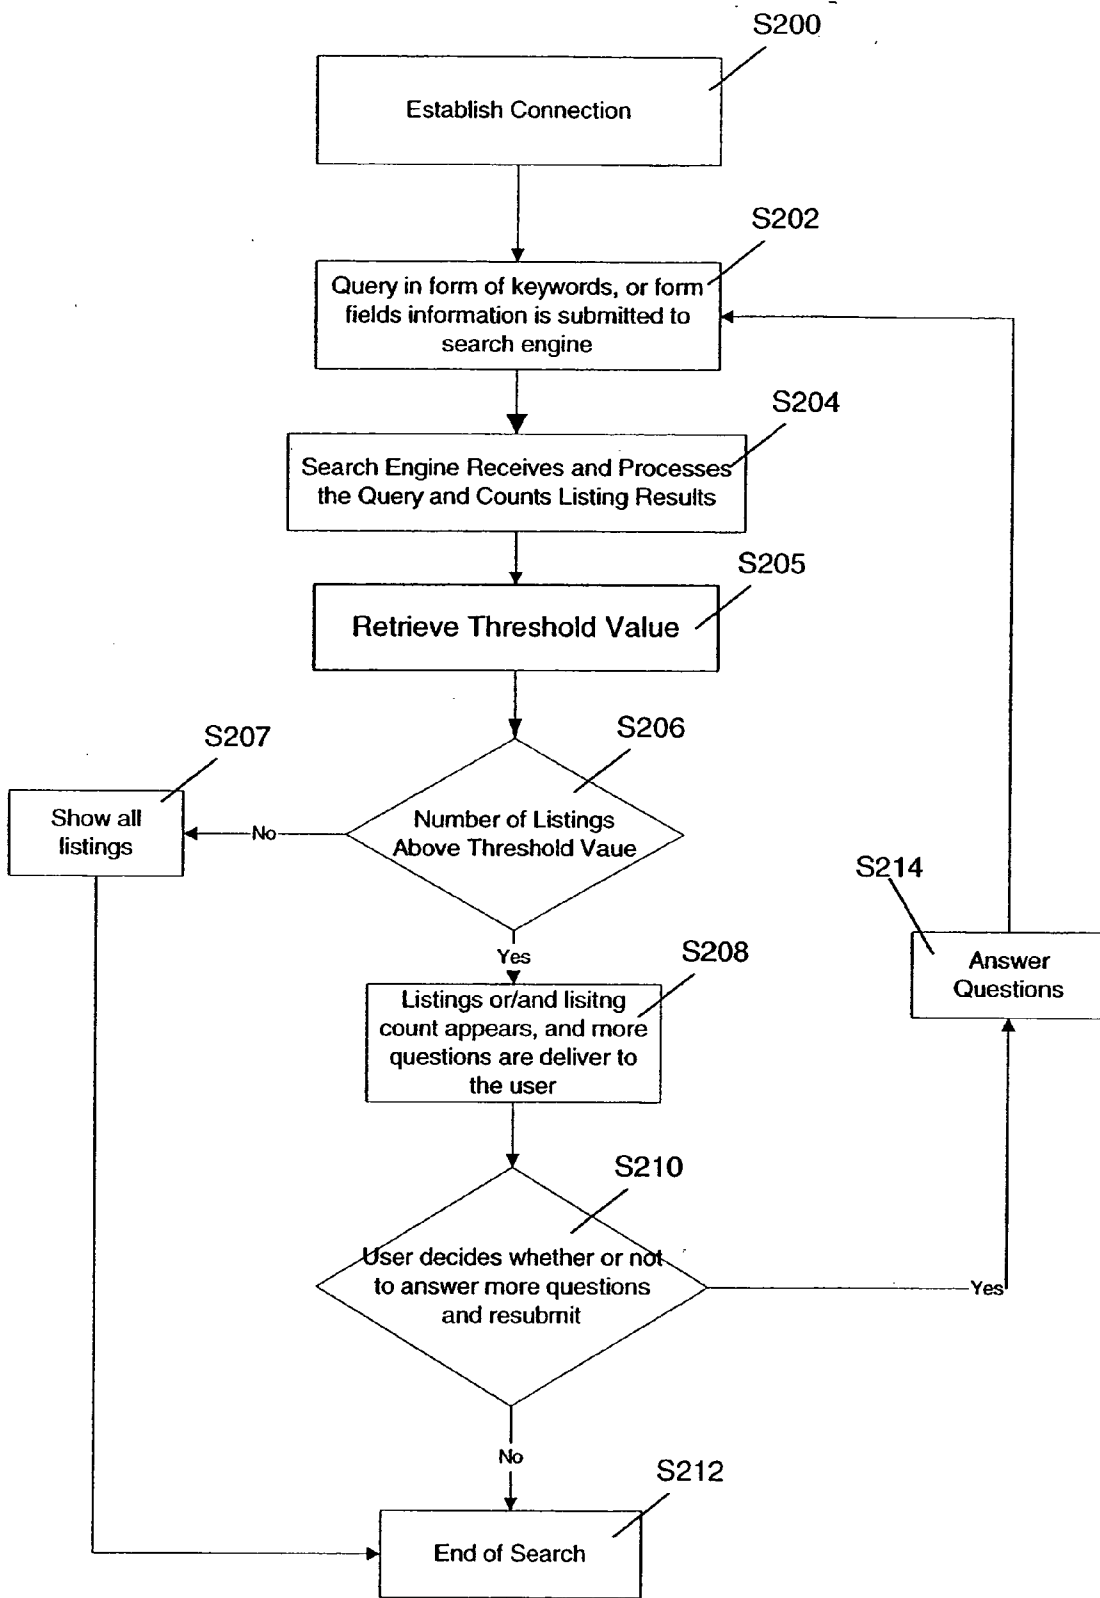 S200
Establish Connection
S202
Query in form of keywords, or form
fields information is submitted to
search engine
S204
Search Engine Receives and Processes
the Query and Counts Listing Results
S205
Retrieve Threshold Value
S206
S207
Show all
listings
No
Number of Listings
Above Threshold Vaue
S214
Answer
Questions
Yes
S208
Listings or/and lisitng
count appears, and more
questions are deliver to
the user
S210
User decides whether or not
to answer more questions
and resubmit
Yes
No
S212
End of Search